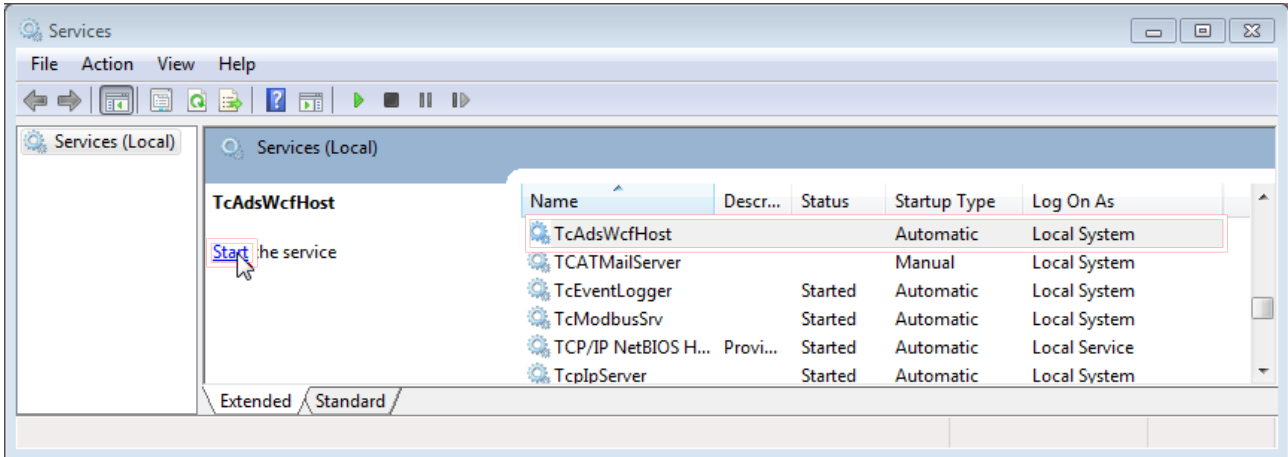 Services
File Action View Help
Services (Local)
Services (Local)
TcAdsWcfHost
Start the service
Name Descr... Status Startup Type Log On As
TcAdsWcfHost Automatic Local System
TCATMailServer Manual Local System
TcEventLogger Started Automatic Local System
TcModbusSrv Started Automatic Local System
TCP/IP NetBIOS H... Provi... Started Automatic Local Service
TcpIpServer Started Automatic Local System
Extended Standard